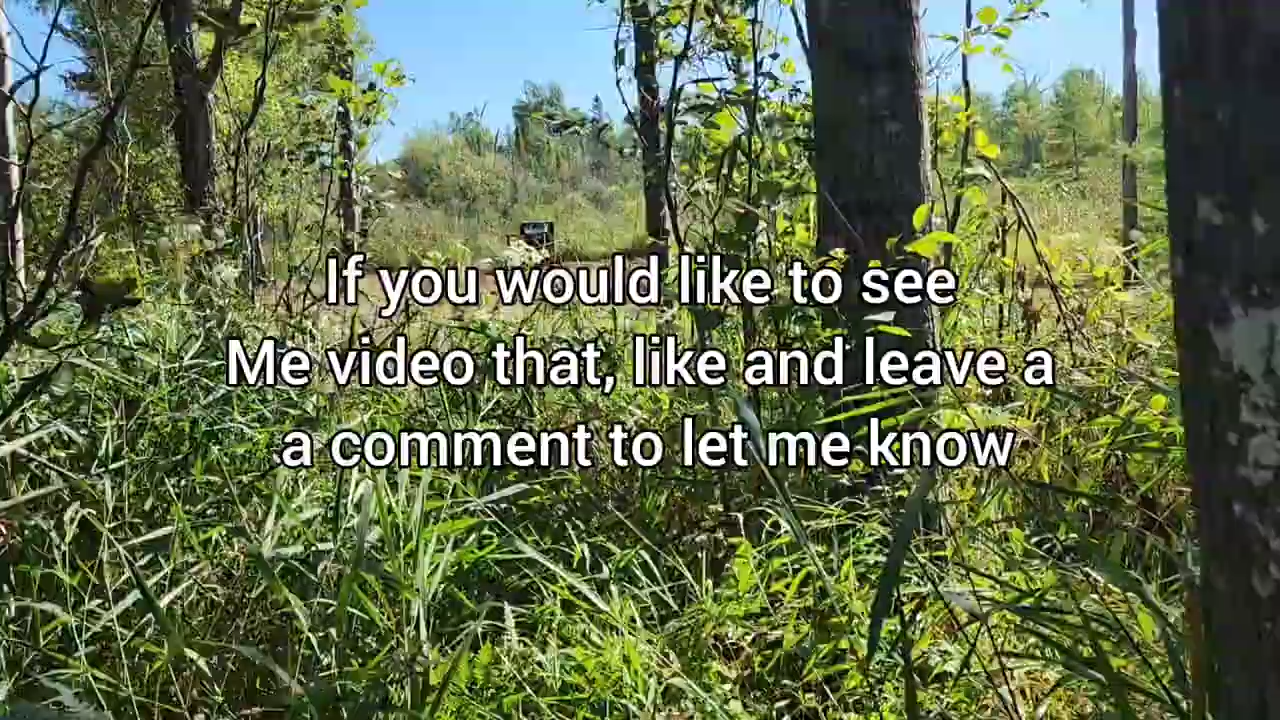 If you would like to see
Me video that, like and leave a
a comment to let me know